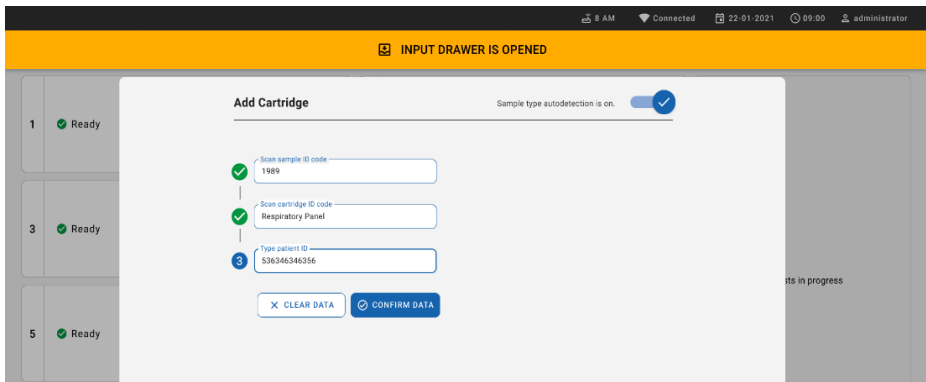 8 AM
Connected
22-01-2021
09:00
administrator
INPUT DRAWER IS OPENED
Add Cartridge
Sample type autodetection is on.
1
Ready
Scan sample ID code
1989
Scan cartridge ID code
Respiratory Panel
3
Ready
Type patient ID
3
536346346356
sts in progress
CLEAR DATA
CONFIRM DATA
5
Ready